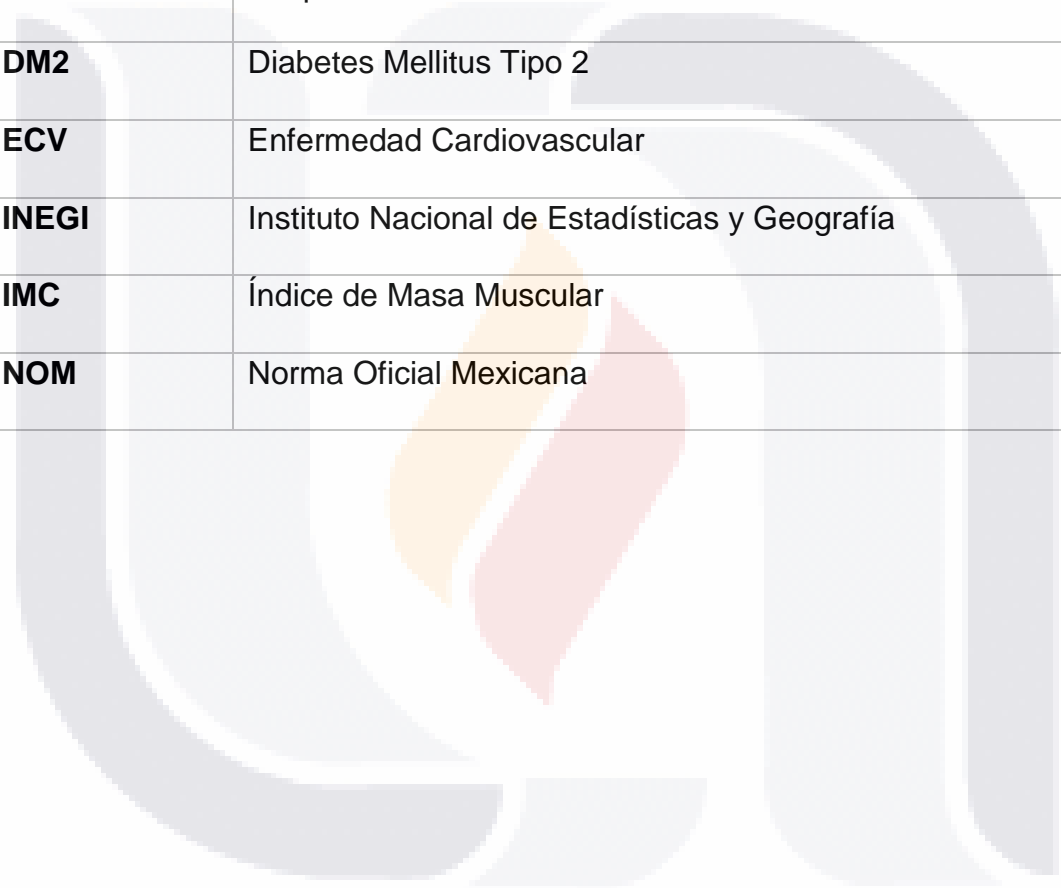 DM2 Diabetes Mellitus Tipo 2
ECV Enfermedad Cardiovascular
INEGI Instituto Nacional de Estadísticas y Geografía
IMC Índice de Masa Muscular
NOM Norma Oficial Mexicana